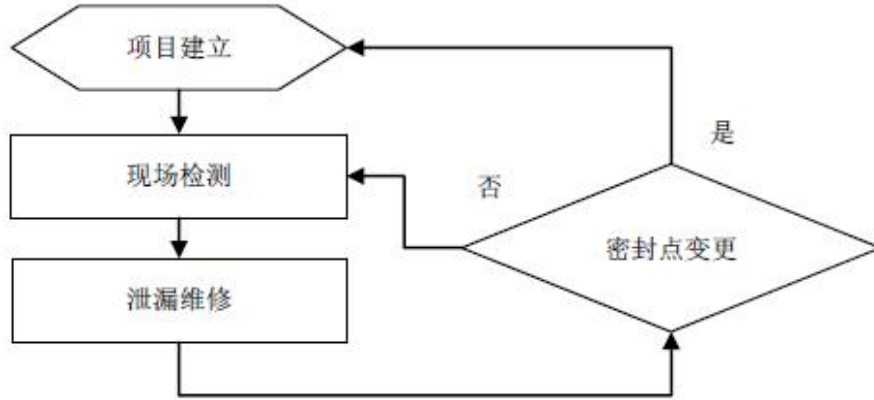 项目建立
是
现场检测
否
密封点变更
泄漏维修